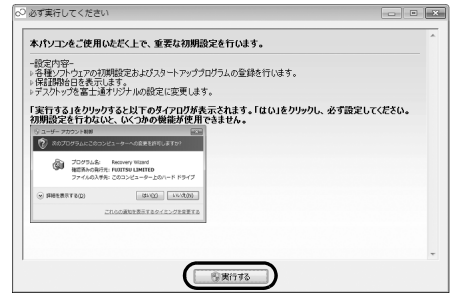 必ず実行してください
本パソコンをご使用いただく上で、重要な初期設定を行います。
-設定内容-
▷各種ソフトウェアの初期設定およびスタートアッププログラムの登録を行います。
▷保証開始日を表示します。
▷デスクトップを富士通オリジナルの設定に変更します。
「実行する」をクリックすると以下のダイアログが表示されます。「はい」をクリックし、必ず設定してください。
初期設定を行わないと、いくつかの機能が使用できません。
ユーザー アカウント制御
次のプログラムにこのコンピューターへの変更を許可しますか?
プログラム名: Recovery Wizard
確認済みの発行元: FUJITSU LIMITED
ファイルの入手先: このコンピューター上のハード ドライブ
詳細を表示する(D)
はい(Y)
いいえ(N)
これらの通知を表示するタイミングを変更する
実行する